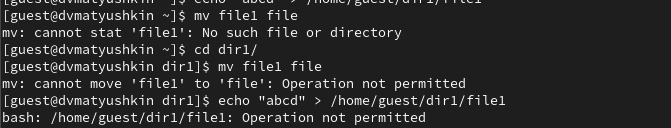 [guest@dvmatyushkin ~]$ echo "abcd" > /home/guest/dir1/file1
[guest@dvmatyushkin ~]$ mv file1 file
mv: cannot stat 'file1': No such file or directory
[guest@dvmatyushkin ~]$ cd dir1/
[guest@dvmatyushkin dir1]$ mv file1 file
mv: cannot move 'file1' to 'file': Operation not permitted
[guest@dvmatyushkin dir1]$ echo "abcd" > /home/guest/dir1/file1
bash: /home/guest/dir1/file1: Operation not permitted